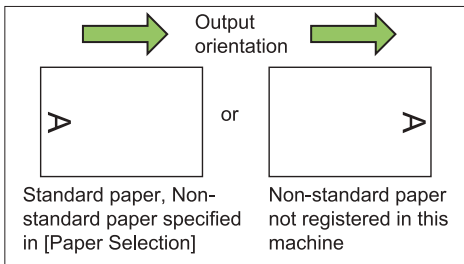 Output
orientation
A
or
A
Standard paper, Non-
standard paper specified
in [Paper Selection]
Non-standard paper
not registered in this
machine